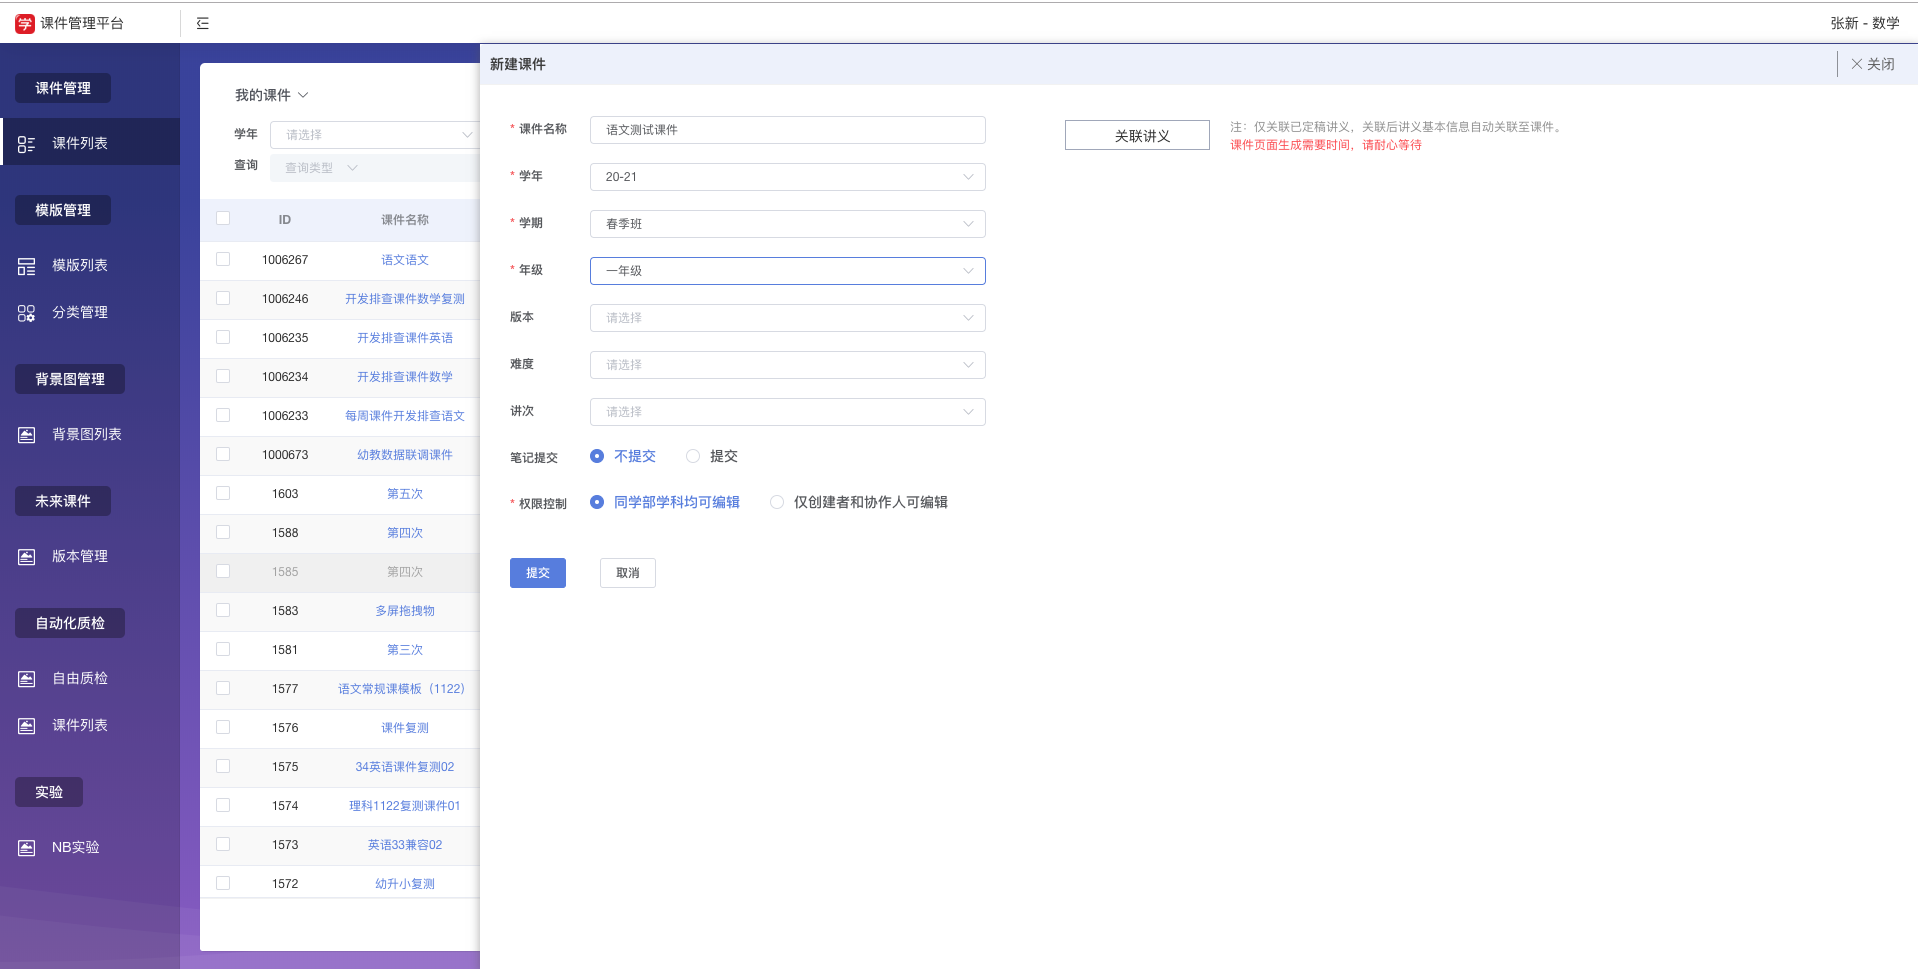 学 课件管理平台
张新 - 数学
课件管理
课件列表
模版管理
模版列表
分类管理
背景图管理
背景图列表
未来课件
版本管理
自动化质检
自由质检
课件列表
实验
NB实验
我的课件
学年 请选择
查询 查询类型
ID 课件名称
1006267 语文语文
1006246 开发排查课件数学复测
1006235 开发排查课件英语
1006234 开发排查课件数学
1006233 每周课件开发排查语文
1000673 幼教数据联调课件
1603 第五次
1588 第四次
1585 第四次
1583 多屏拖拽物
1581 第三次
1577 语文常规课模板（1122）
1576 课件复测
1575 34英语课件复测02
1574 理科1122复测课件01
1573 英语33兼容02
1572 幼升小复测
新建课件
关闭
* 课件名称 语文测试课件
* 学年 20-21
* 学期 春季班
* 年级 一年级
版本 请选择
难度 请选择
讲次 请选择
笔记提交 不提交 提交
* 权限控制 同学部学科均可编辑 仅创建者和协作人可编辑
提交 取消
关联讲义
注：仅关联已定稿讲义，关联后讲义基本信息自动关联至课件。
课件页面生成需要时间，请耐心等待